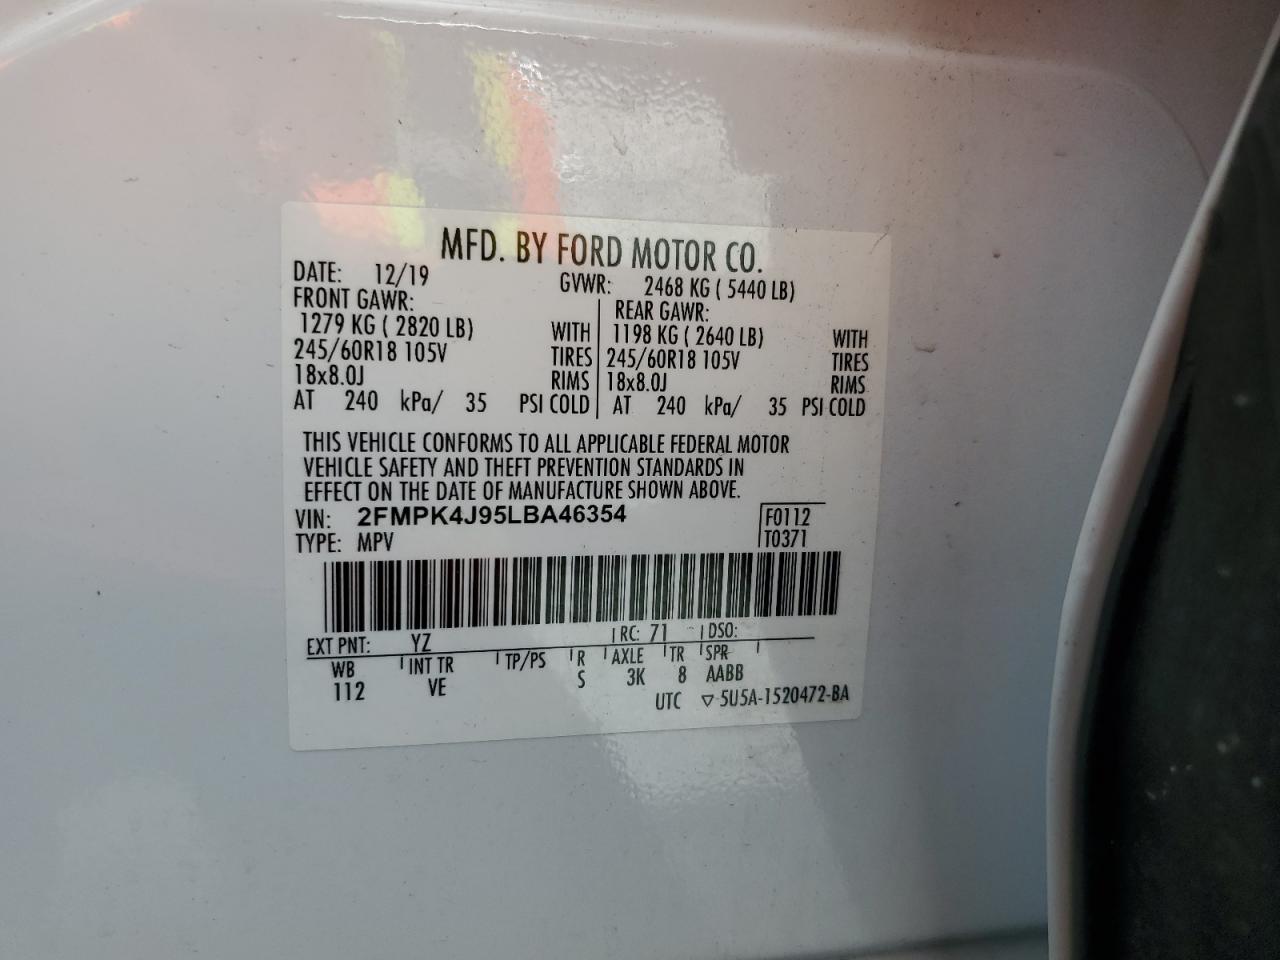 MFD. BY FORD MOTOR CO.
DATE: 12/19 GVWR: 2468 KG ( 5440 LB)
FRONT GAWR: REAR GAWR:
1279 KG ( 2820 LB) WITH 1198 KG ( 2640 LB) WITH
245/60R18 105V TIRES 245/60R18 105V TIRES
18x8.0J RIMS 18x8.0J RIMS
AT 240 kPa/ 35 PSI COLD AT 240 kPa/ 35 PSI COLD
THIS VEHICLE CONFORMS TO ALL APPLICABLE FEDERAL MOTOR
VEHICLE SAFETY AND THEFT PREVENTION STANDARDS IN
EFFECT ON THE DATE OF MANUFACTURE SHOWN ABOVE.
VIN: 2FMPK4J95LBA46354 F0112
TYPE: MPV T0371
EXT PNT: YZ RC: 71 DSO:
WB INT TR TP/PS R AXLE TR SPR
112 VE S 3K 8 AABB
UTC ▽ 5U5A-1520472-BA